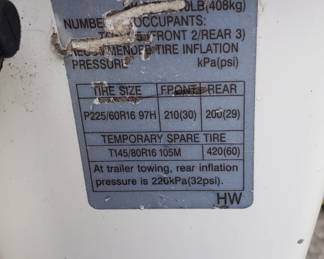 0LB(408kg)
NUMBER OCCUPANTS:
(FRONT 2/REAR 3)
TIRE INFLATION
PRESSURE kPa(psi)
TIRE SIZE FRONT REAR
P225/60R16 97H 210(30) 200(29)
TEMPORARY SPARE TIRE
T145/80R16 105M 420(60)
At trailer towing, rear inflation
pressure is 220kPa(32psi).
HW